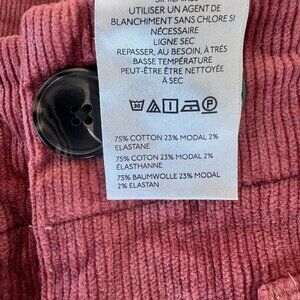 UTILISER UN AGENT DE
BLANCHIMENT SANS CHLORE SI
NÉCESSAIRE
LIGNE SEC
REPASSER, AU BESOIN, À TRÈS
BASSE TEMPÉRATURE
PEUT-ÊTRE ÊTRE NETTOYÉE
À SEC
75% COTTON 23% MODAL 2%
ELASTANE
75% COTON 23% MODAL 2%
ÉLASTHANNE
75% BAUMWOLLE 23% MODAL
2% ELASTAN